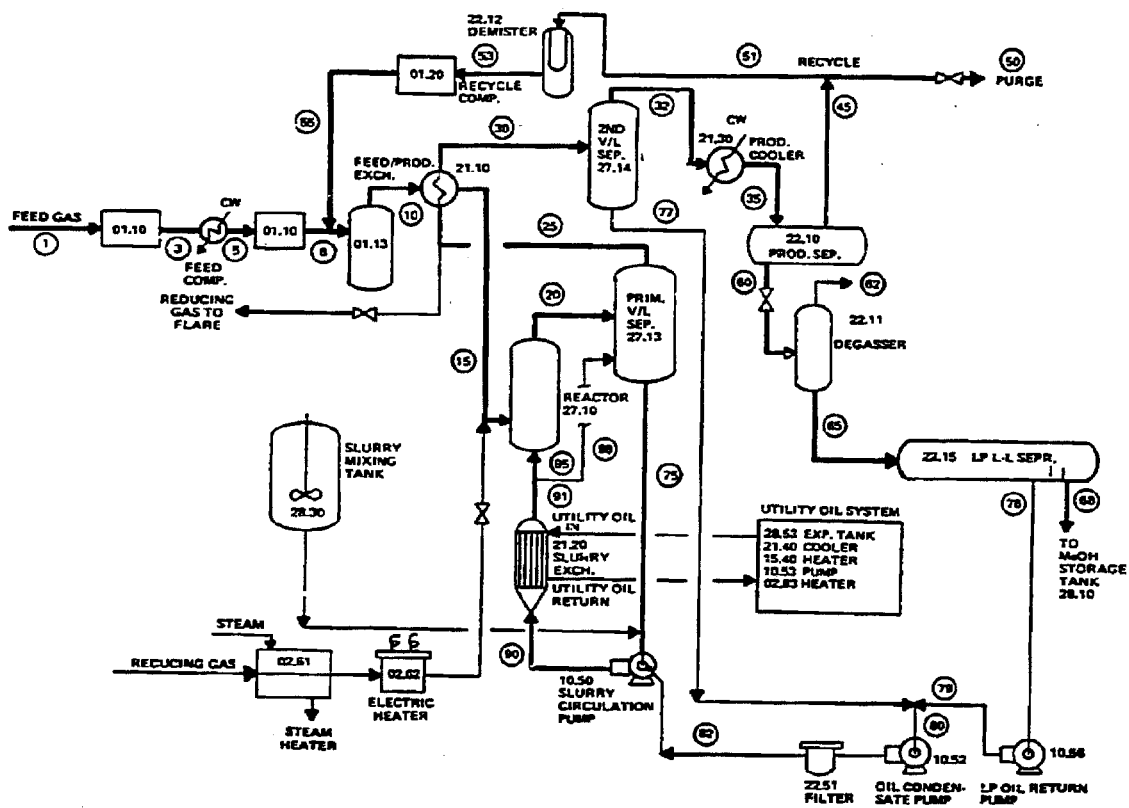 22.12
DEMISTER
53
01.20
RECYCLE
COMP.
55
51
RECYCLE
50
PURGE
45
30
32
2ND
V/L
SEP.
27.14
CW
21.30
PROD.
COOLER
35
FEED/PROD.
EXCH.
21.10
10
FEED GAS
1
01.10
3
CW
5
FEED
COMP.
01.10
8
01.13
77
25
22.10
PROD. SEP.
60
62
22.11
DEGASSER
REDUCING
GAS TO
FLARE
20
PRIM.
V/L
SEP.
27.13
15
REACTOR
27.10
65
SLURRY
MIXING
TANK
28.30
85
91
75
22.15 LP L-L SEPR.
76
68
TO
MeOH
STORAGE
TANK
28.10
UTILITY OIL
IN
21.20
SLURRY
EXCH.
UTILITY OIL
RETURN
UTILITY OIL SYSTEM
28.53 EXP. TANK
21.40 COOLER
15.40 HEATER
10.53 PUMP
02.63 HEATER
STEAM
REDUCING GAS
02.61
STEAM
HEATER
02.62
ELECTRIC
HEATER
90
10.50
SLURRY
CIRCULATION
PUMP
82
22.51
FILTER
79
80
10.52
OIL CONDEN-
SATE PUMP
10.56
LP OIL RETURN
PUMP